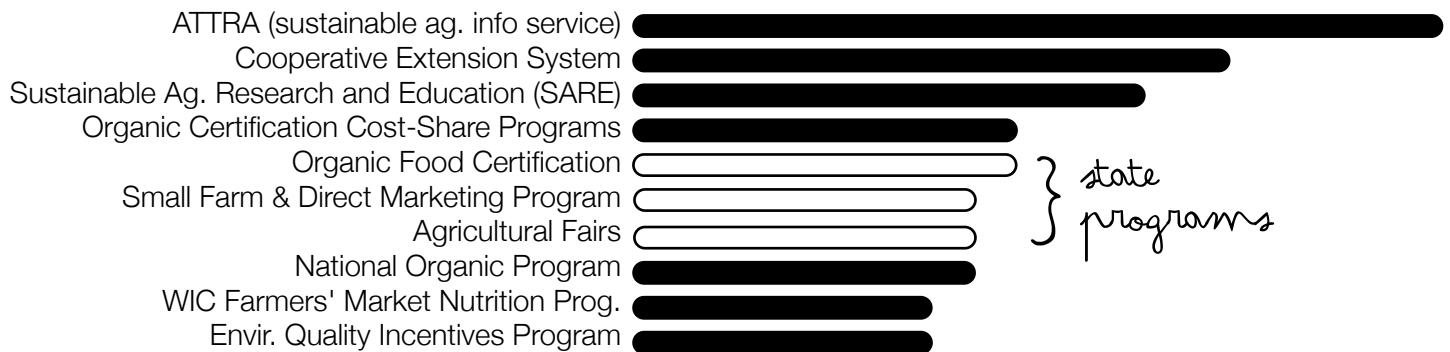 ATTRA (sustainable ag. info service)
Cooperative Extension System
Sustainable Ag. Research and Education (SARE)
Organic Certification Cost-Share Programs
Organic Food Certification
Small Farm & Direct Marketing Program
Agricultural Fairs
National Organic Program
WIC Farmers' Market Nutrition Prog.
Envir. Quality Incentives Program
state
programs